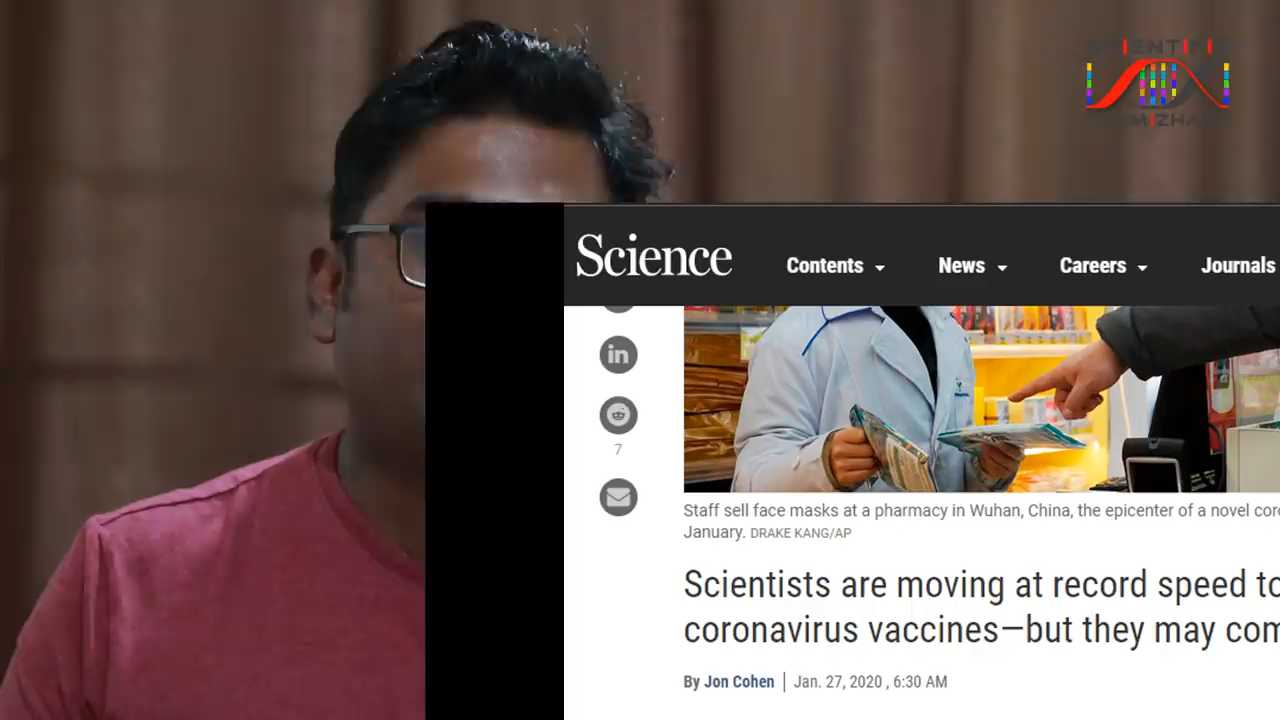 SCIENTIFIC
Science
Contents
News
Careers
Journals
7
Staff sell face masks at a pharmacy in Wuhan, China, the epicenter of a novel
January. DRAKE KANG/AP
Scientists are moving at record speed to
coronavirus vaccines—but they may
By Jon Cohen | Jan. 27, 2020 , 6:30 AM